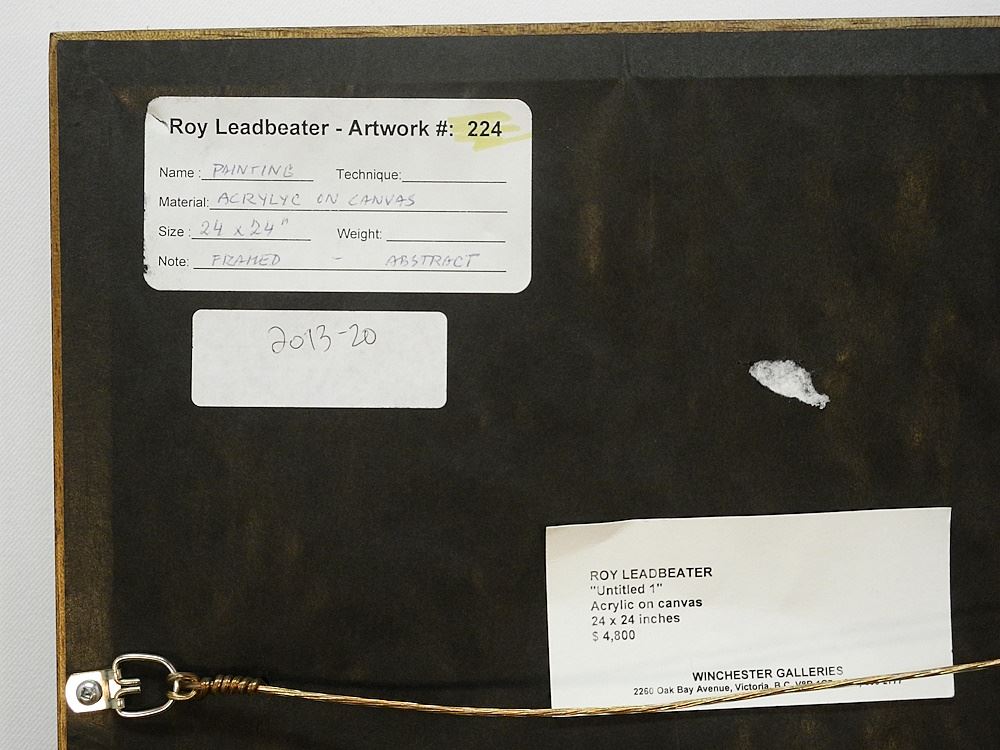 Roy Leadbeater - Artwork #: 224
Name: PAINTING Technique:
Material: ACRYLYC ON CANVAS
Size: 24 x 24" Weight:
Note: FRAMED - ABSTRACT
2013-20
ROY LEADBEATER
"Untitled 1"
Acrylic on canvas
24 x 24 inches
$ 4,800
WINCHESTER GALLERIES
2260 Oak Bay Avenue, Victoria, B.C.